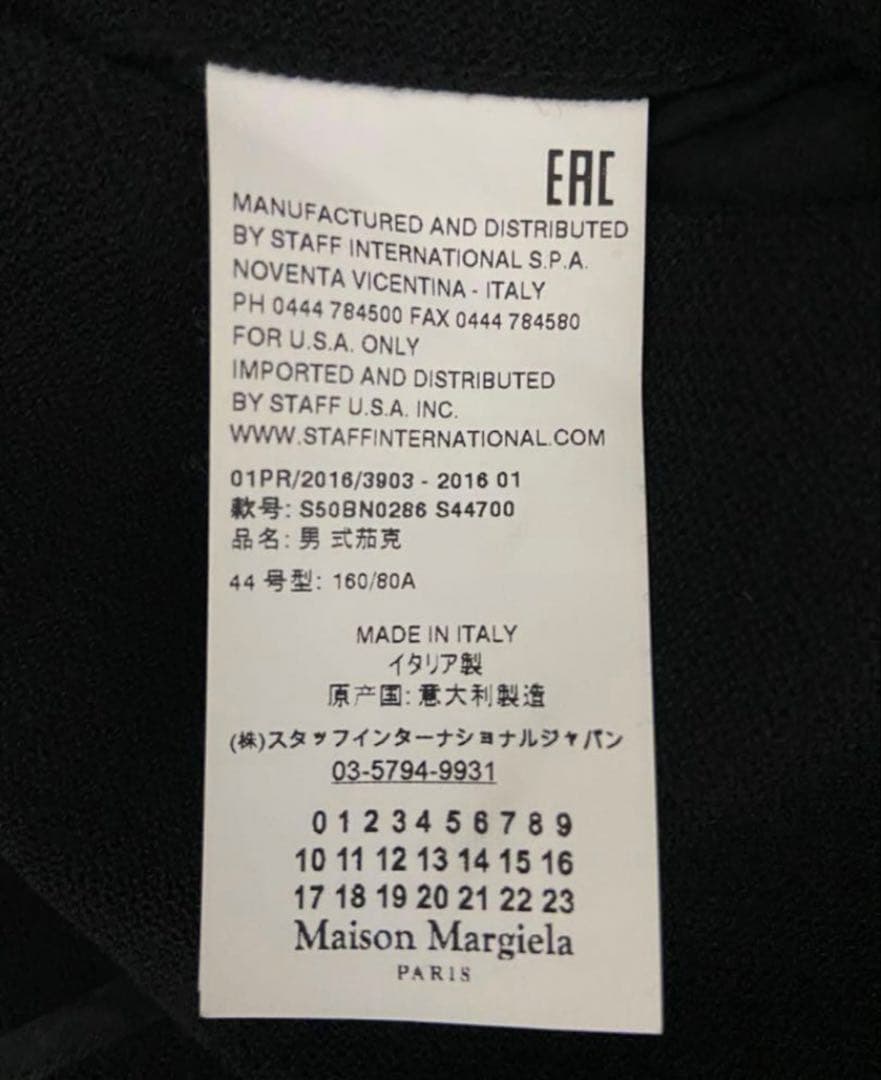 EAC
MANUFACTURED AND DISTRIBUTED
BY STAFF INTERNATIONAL S.P.A.
NOVENTA VICENTINA - ITALY
PH 0444 784500 FAX 0444 784580
FOR U.S.A. ONLY
IMPORTED AND DISTRIBUTED
BY STAFF U.S.A. INC.
WWW.STAFFINTERNATIONAL.COM
01PR/2016/3903 - 2016 01
款号: S50BN0286 S44700
品名: 男 式茄克
44 号型: 160/80A
MADE IN ITALY
イタリア製
原产国: 意大利製造
(株)スタッフインターナショナルジャパン
03-5794-9931
0 1 2 3 4 5 6 7 8 9
10 11 12 13 14 15 16
17 18 19 20 21 22 23
Maison Margiela
PARIS